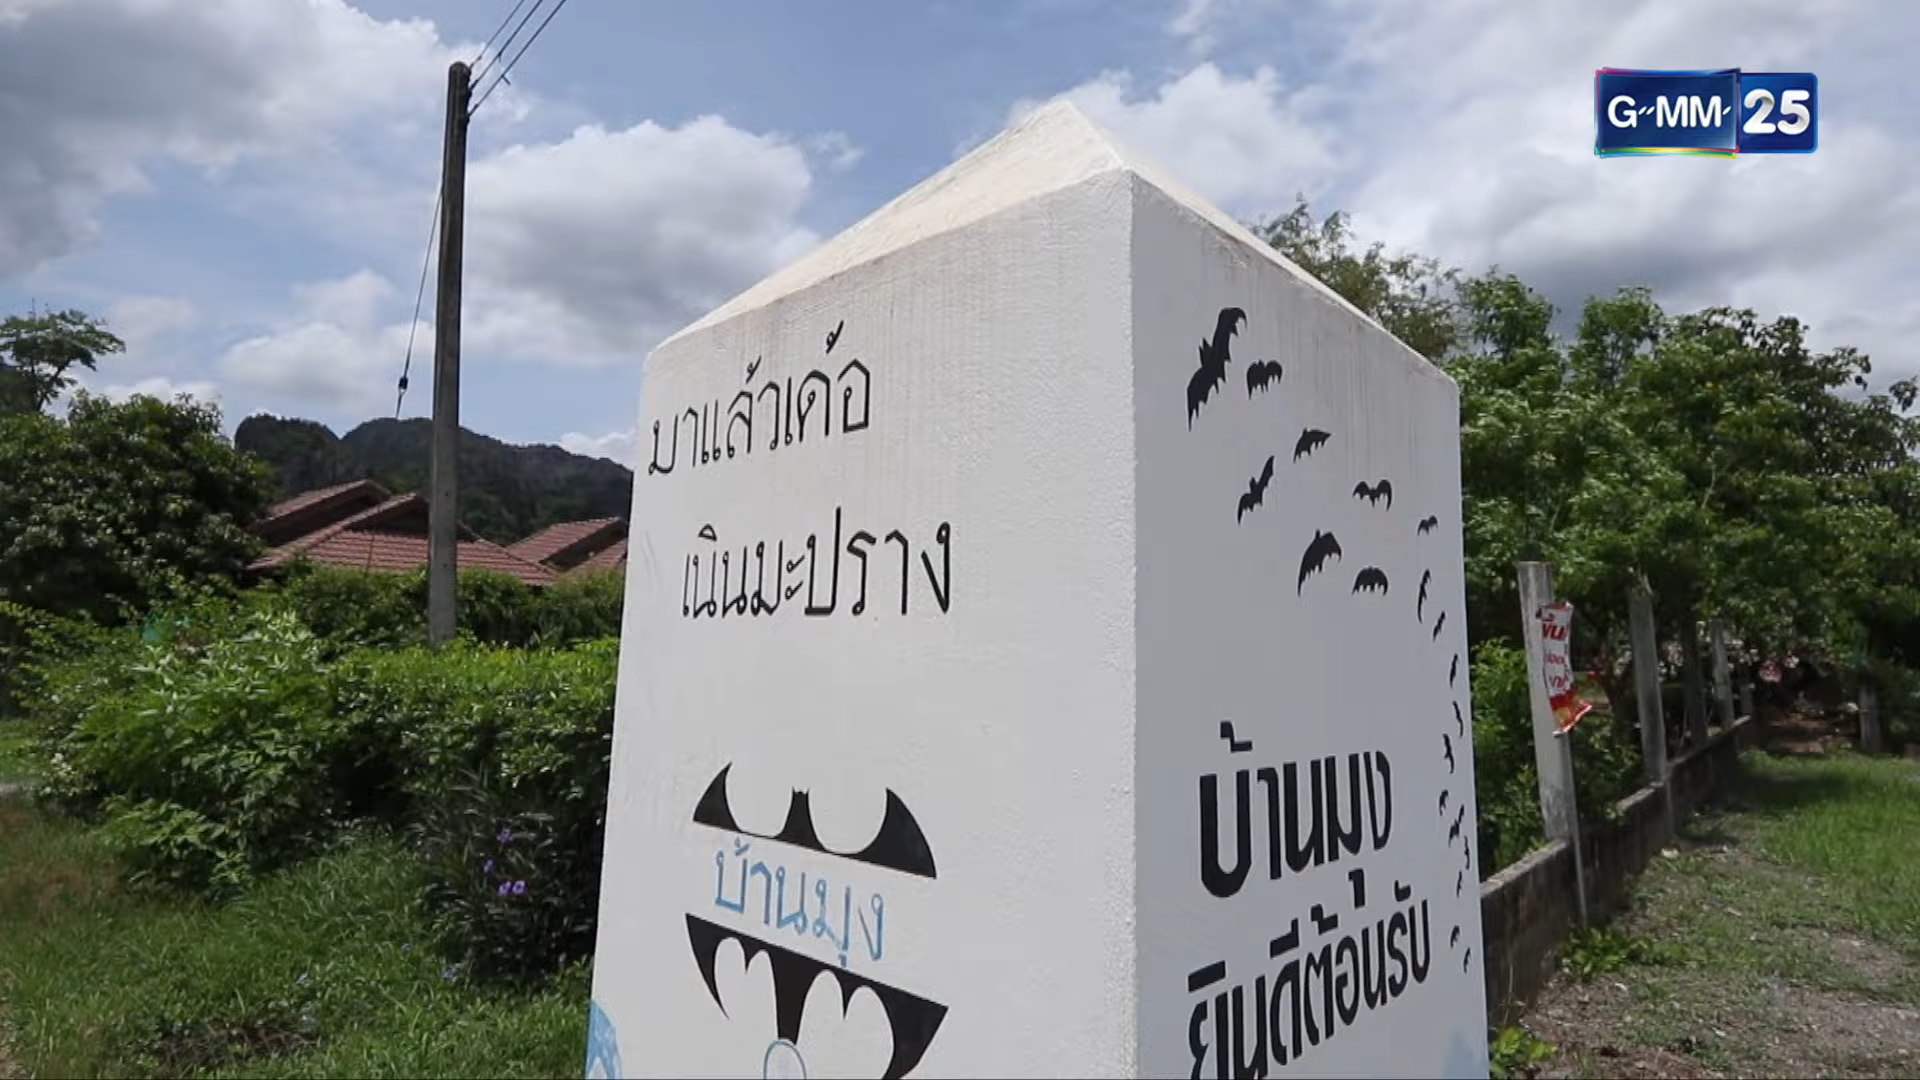 G-MM-25
มาแล้วเด้อ
เนินมะปราง
บ้านมุง
บ้านมุง
ยินดีต้อนรับ